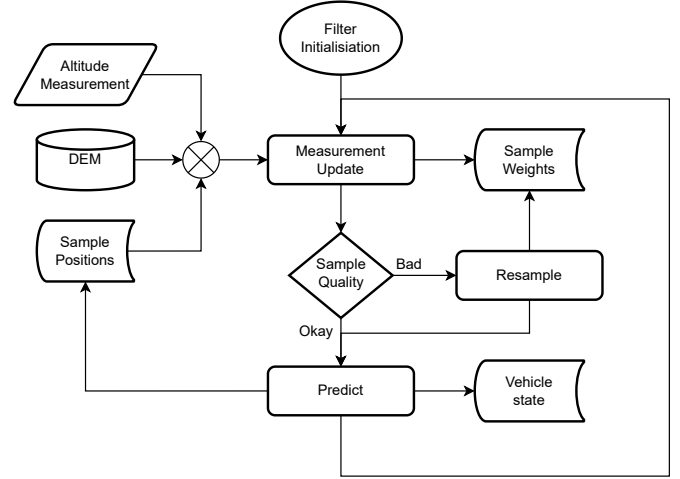 Filter
Initialisiation
Altitude
Measurement
DEM
Measurement
Update
Sample
Weights
Sample
Positions
Sample
Quality
Bad
Resample
Okay
Predict
Vehicle
state